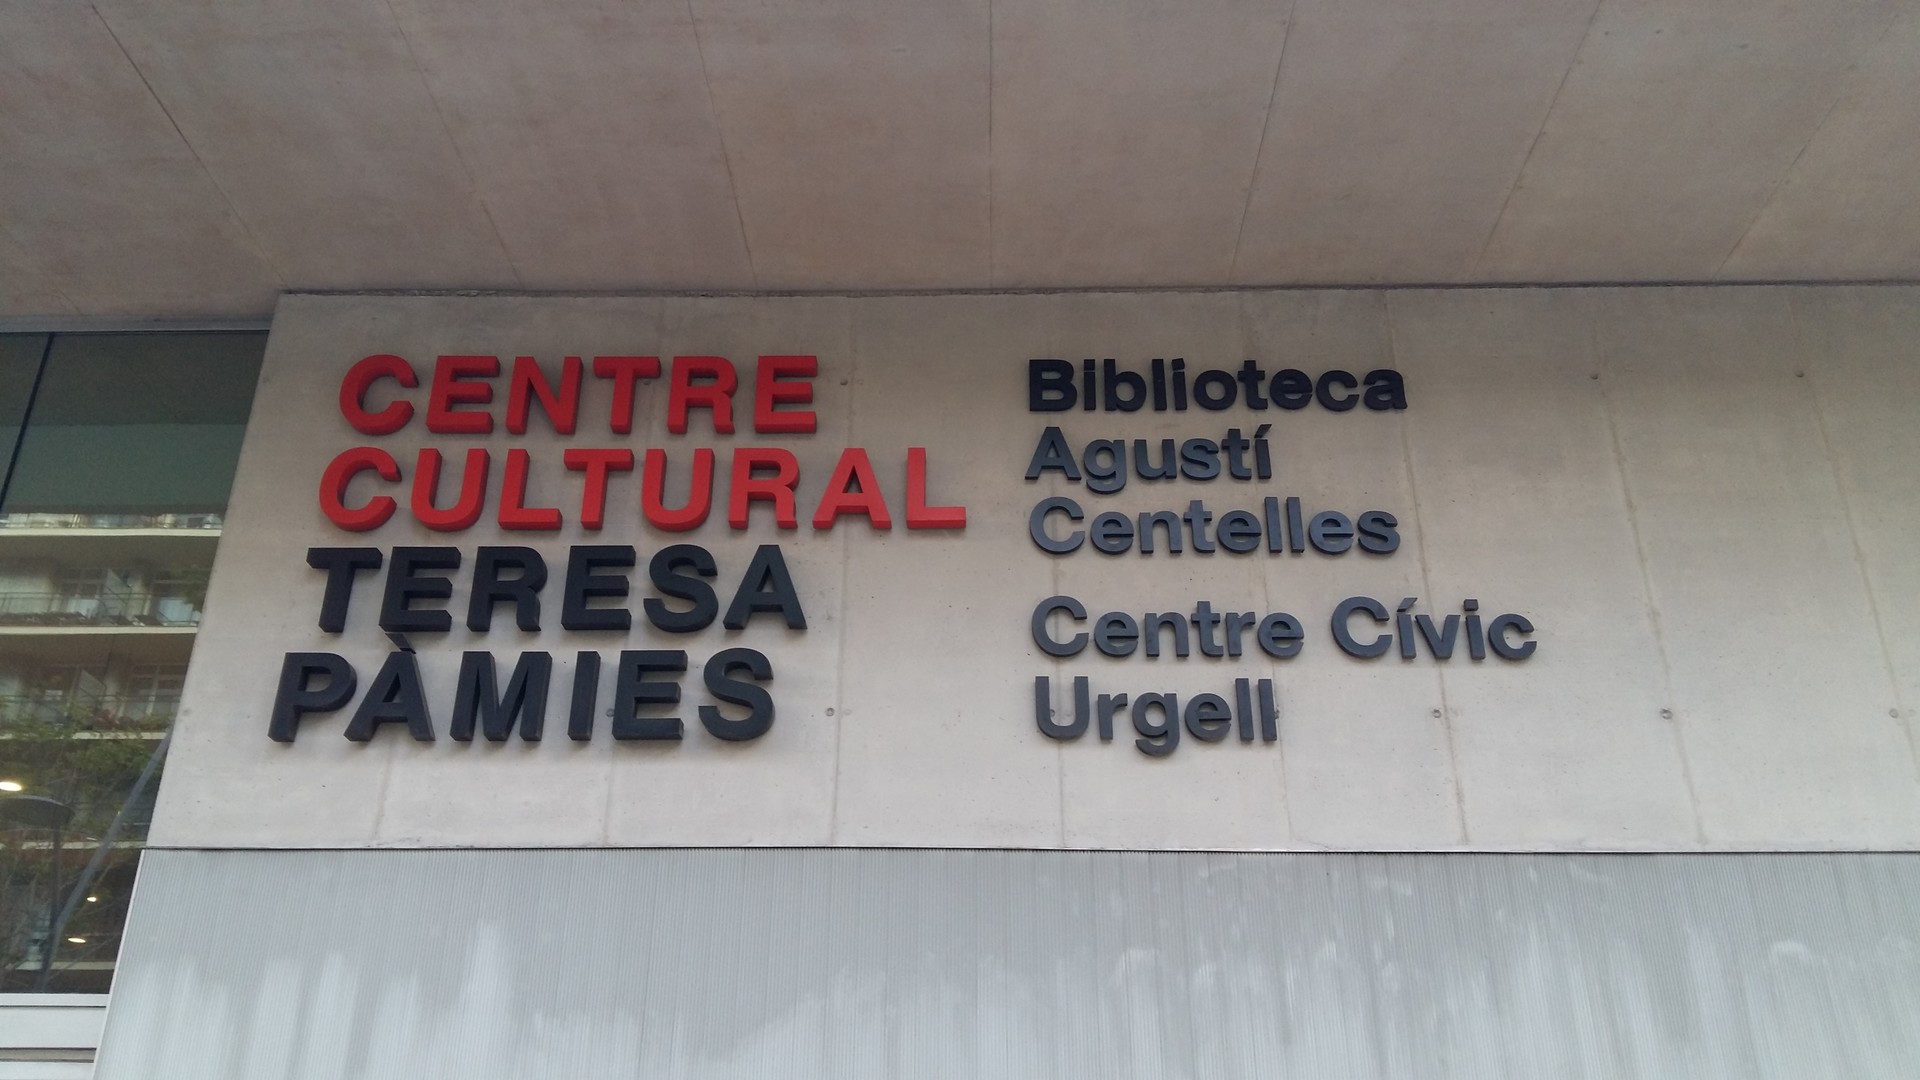 CENTRE
CULTURAL
TERESA
PÀMIES
Biblioteca
Agustí
Centelles
Centre Cívic
Urgell